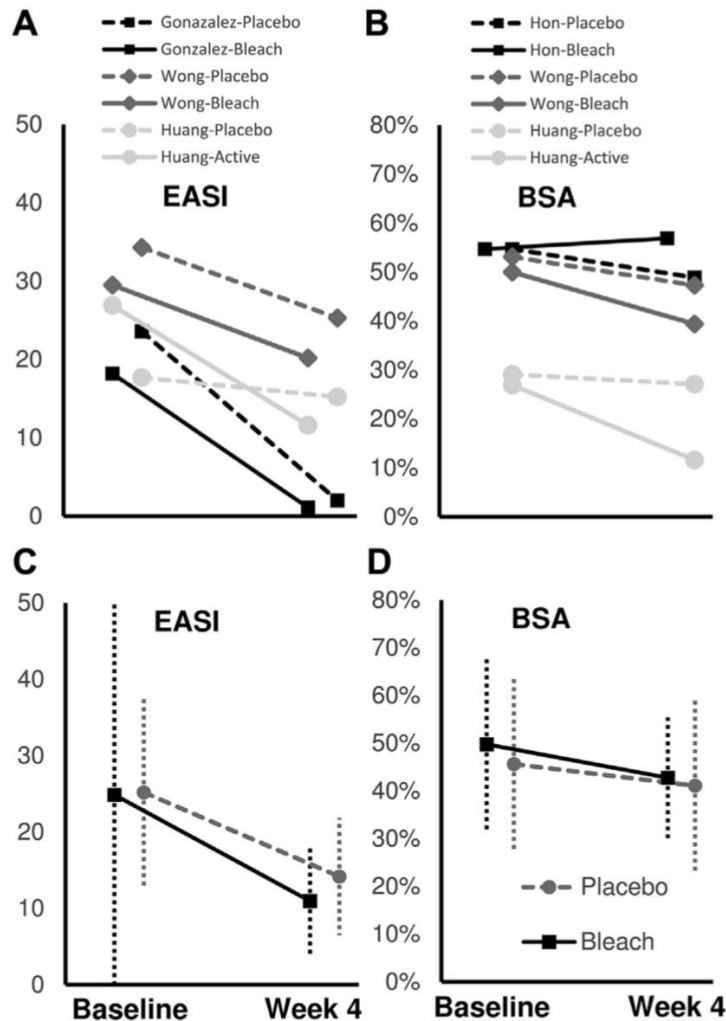 A
Gonazalez-Placebo
Gonzalez-Bleach
Wong-Placebo
Wong-Bleach
Huang-Placebo
Huang-Active
EASI
50
40
30
20
10
0
B
Hon-Placebo
Hon-Bleach
Wong-Placebo
Wong-Bleach
Huang-Placebo
Huang-Active
BSA
80%
70%
60%
50%
40%
30%
20%
10%
0%
C
EASI
50
40
30
20
10
0
Baseline Week 4
D
BSA
80%
70%
60%
50%
40%
30%
20%
10%
0%
Placebo
Bleach
Baseline Week 4